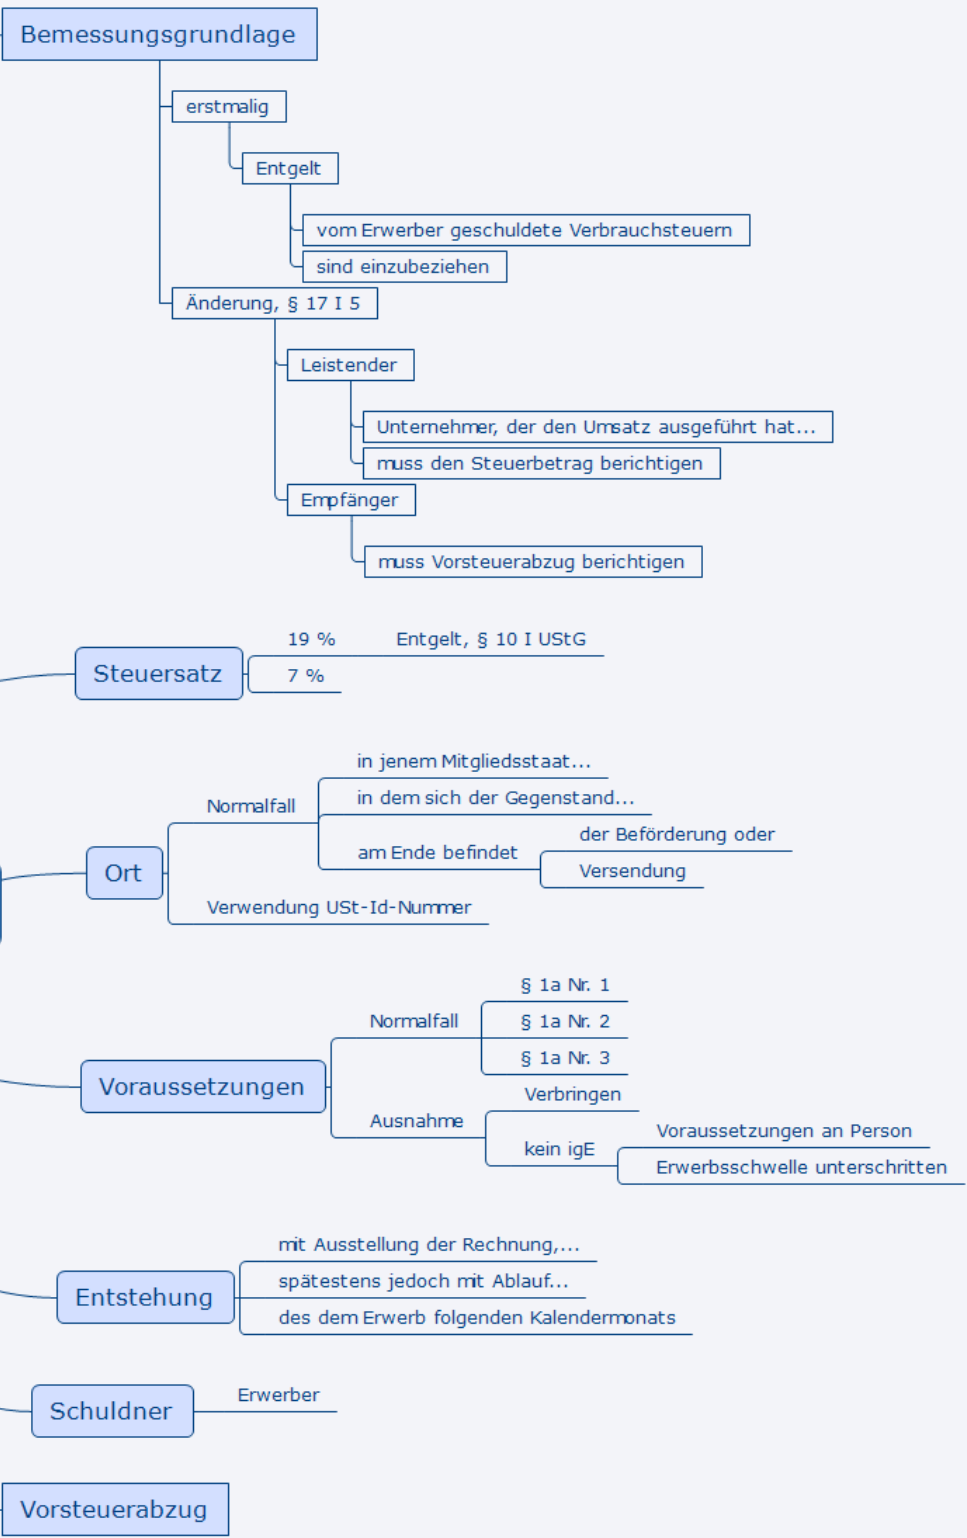 Bemessungsgrundlage
erstmalig
Entgelt
vom Erwerber geschuldete Verbrauchsteuern
sind einzubeziehen
Änderung, § 17 I 5
Leistender
Unternehmer, der den Umsatz ausgeführt hat...
muss den Steuerbetrag berichtigen
Empfänger
muss Vorsteuerabzug berichtigen
Steuersatz
19 %
Entgelt, § 10 I UStG
7 %
Ort
Normalfall
in jenem Mitgliedsstaat...
in dem sich der Gegenstand...
am Ende befindet
der Beförderung oder
Versendung
Verwendung USt-Id-Nummer
Voraussetzungen
Normalfall
§ 1a Nr. 1
§ 1a Nr. 2
§ 1a Nr. 3
Ausnahme
Verbringen
kein igE
Voraussetzungen an Person
Erwerbsschwelle unterschritten
Entstehung
mit Ausstellung der Rechnung,...
spätestens jedoch mit Ablauf...
des dem Erwerb folgenden Kalendermonats
Schuldner
Erwerber
Vorsteuerabzug